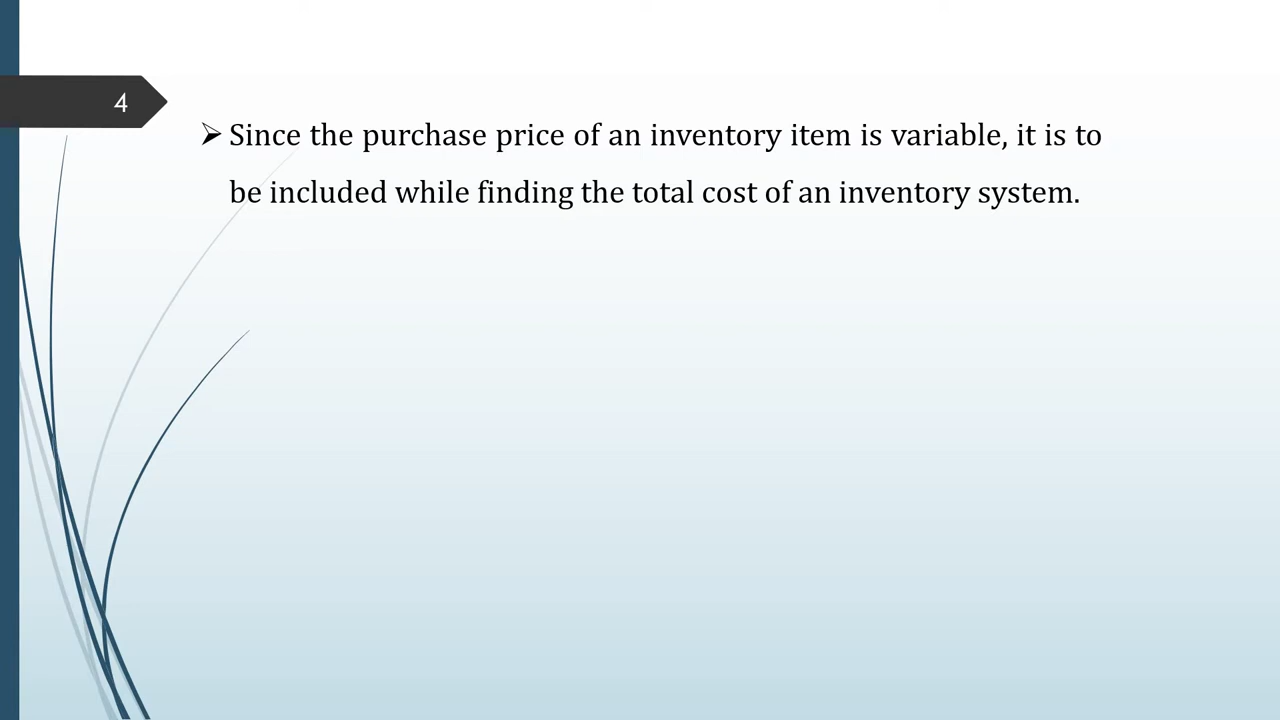 4
➢ Since the purchase price of an inventory item is variable, it is to
be included while finding the total cost of an inventory system.